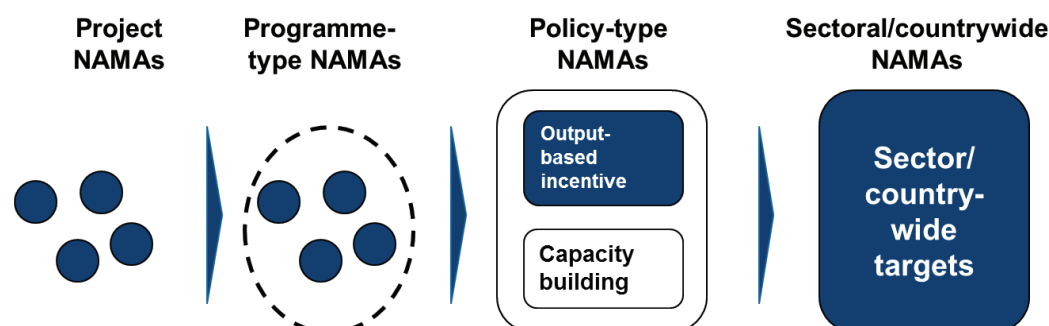 Project
NAMAs
Programme-
type NAMAs
Policy-type
NAMAs
Sectoral/countrywide
NAMAs
Output-
based
incentive
Capacity
building
Sector/
country-
wide
targets